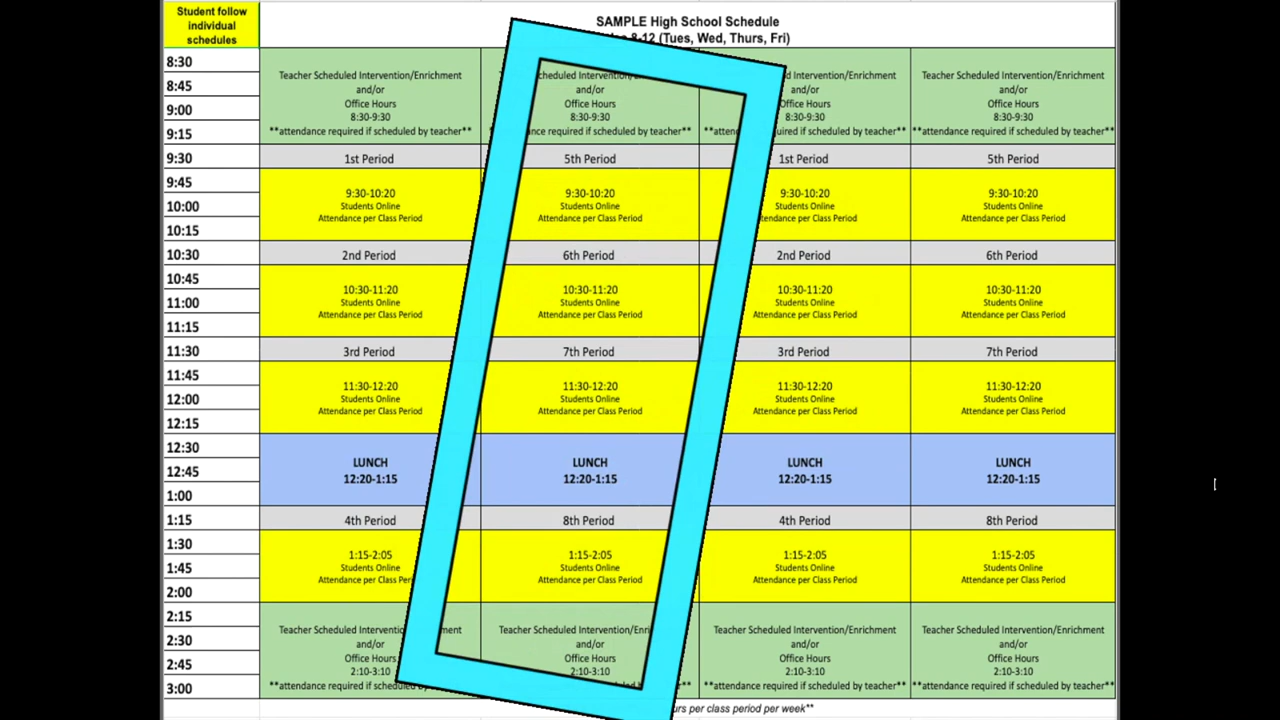 Student follow
individual
schedules
SAMPLE High School Schedule
8-12 (Tues, Wed, Thurs, Fri)
8:30
8:45
9:00
9:15
9:30
9:45
10:00
10:15
10:30
10:45
11:00
11:15
11:30
11:45
12:00
12:15
12:30
12:45
1:00
1:15
1:30
1:45
2:00
2:15
2:30
2:45
3:00
Teacher Scheduled Intervention/Enrichment
and/or
Office Hours
8:30-9:30
**attendance required if scheduled by teacher**
1st Period
9:30-10:20
Students Online
Attendance per Class Period
2nd Period
10:30-11:20
Students Online
Attendance per Class Period
3rd Period
11:30-12:20
Students Online
Attendance per Class Period
LUNCH
12:20-1:15
4th Period
1:15-2:05
Students Online
Attendance per
Teacher Scheduled
and/or
Office Hours
2:10-3:10
**attendance required if
Scheduled
and/or
Office Hours
8:30-9:30
required if scheduled by teacher**
5th Period
9:30-10:20
Students Online
Attendance per Class Period
6th Period
10:30-11:20
Students Online
Attendance per Class Period
7th Period
11:30-12:20
Students Online
Attendance per Class Period
LUNCH
12:20-1:15
8th Period
1:15-2:05
Students Online
Attendance per Class Period
Teacher Scheduled
and/or
Office Hours
2:10-3:10
by teacher**
Intervention/Enrichment
and/or
Office Hours
8:30-9:30
if scheduled by teacher**
1st Period
9:30-10:20
Students Online
per Class Period
2nd Period
10:30-11:20
Students Online
Attendance per Class Period
3rd Period
11:30-12:20
Students Online
Attendance per Class Period
LUNCH
12:20-1:15
4th Period
1:15-2:05
Students Online
Attendance per Class Period
Teacher Scheduled Intervention/Enrichment
and/or
Office Hours
2:10-3:10
**attendance required if scheduled by teacher**
Teacher Scheduled Intervention/Enrichment
and/or
Office Hours
8:30-9:30
**attendance required if scheduled by teacher**
5th Period
9:30-10:20
Students Online
Attendance per Class Period
6th Period
10:30-11:20
Students Online
Attendance per Class Period
7th Period
11:30-12:20
Students Online
Attendance per Class Period
LUNCH
12:20-1:15
8th Period
1:15-2:05
Students Online
Attendance per Class Period
Teacher Scheduled Intervention/Enrichment
and/or
Office Hours
2:10-3:10
**attendance required if scheduled by teacher**
per class period per week**